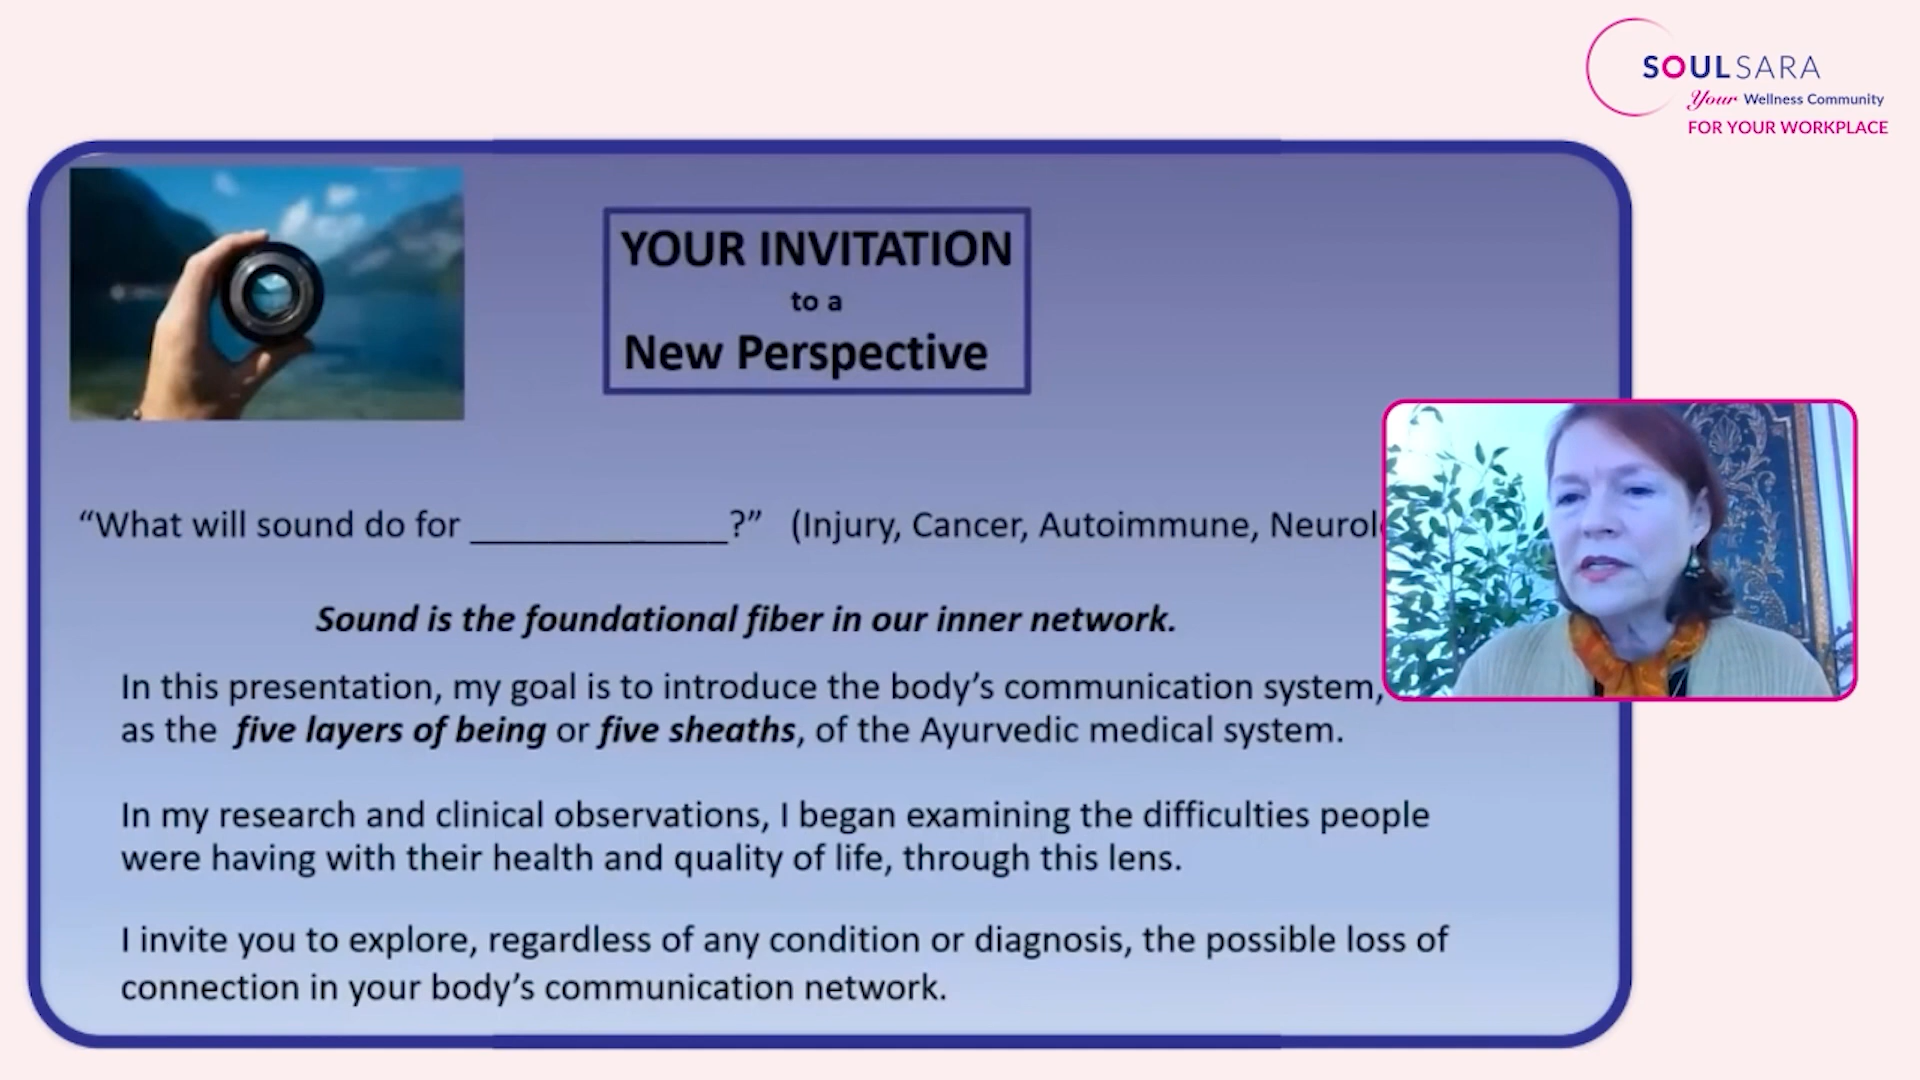 SOULSARA
Your Wellness Community
FOR YOUR WORKPLACE
YOUR INVITATION
to a
New Perspective
“What will sound do for ____________?” (Injury, Cancer, Autoimmune,
Sound is the foundational fiber in our inner network.
In this presentation, my goal is to introduce the body’s communication system,
as the five layers of being or five sheaths, of the Ayurvedic medical system.
In my research and clinical observations, I began examining the difficulties people
were having with their health and quality of life, through this lens.
I invite you to explore, regardless of any condition or diagnosis, the possible loss of
connection in your body’s communication network.